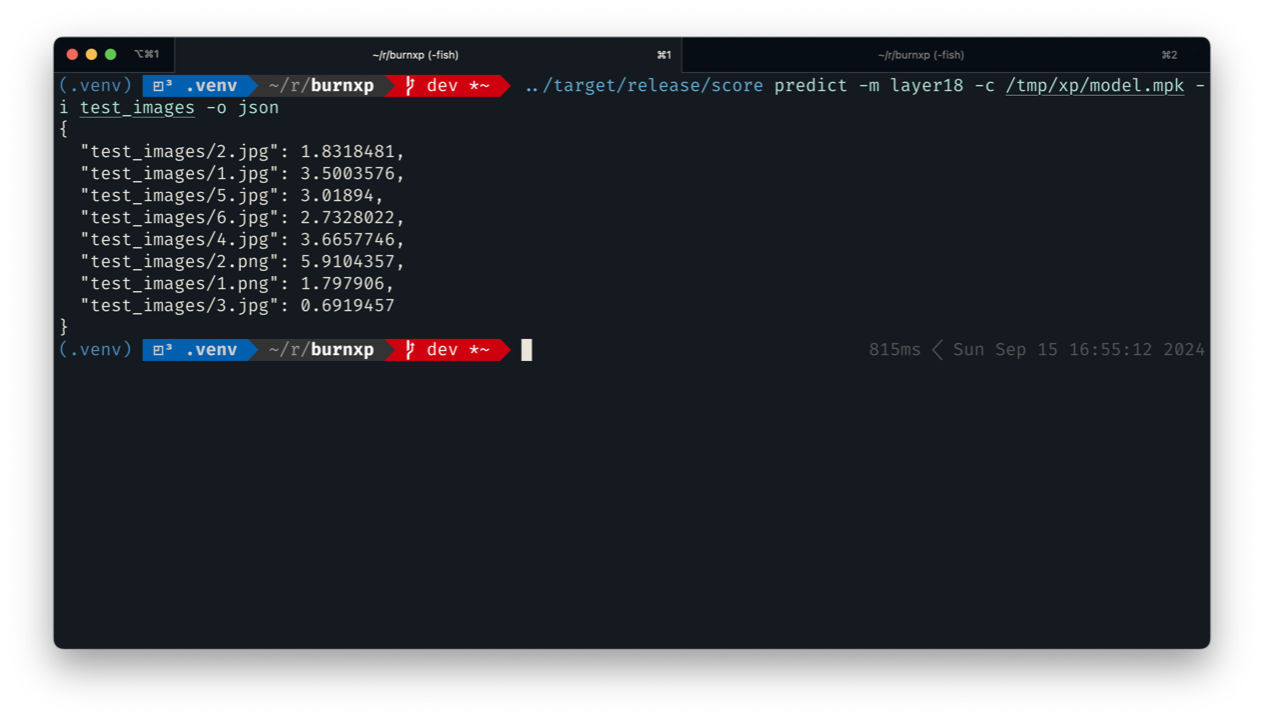 ⌥⌘1 ~/r/burnxp (-fish) ⌘1 ~/r/burnxp (-fish) ⌘2
(.venv) ◰³ .venv ~/r/burnxp dev *~ ../target/release/score predict -m layer18 -c /tmp/xp/model.mpk -
i test_images -o json
{
  "test_images/2.jpg": 1.8318481,
  "test_images/1.jpg": 3.5003576,
  "test_images/5.jpg": 3.01894,
  "test_images/6.jpg": 2.7328022,
  "test_images/4.jpg": 3.6657746,
  "test_images/2.png": 5.9104357,
  "test_images/1.png": 1.797906,
  "test_images/3.jpg": 0.6919457
}
(.venv) ◰³ .venv ~/r/burnxp dev *~ 815ms < Sun Sep 15 16:55:12 2024